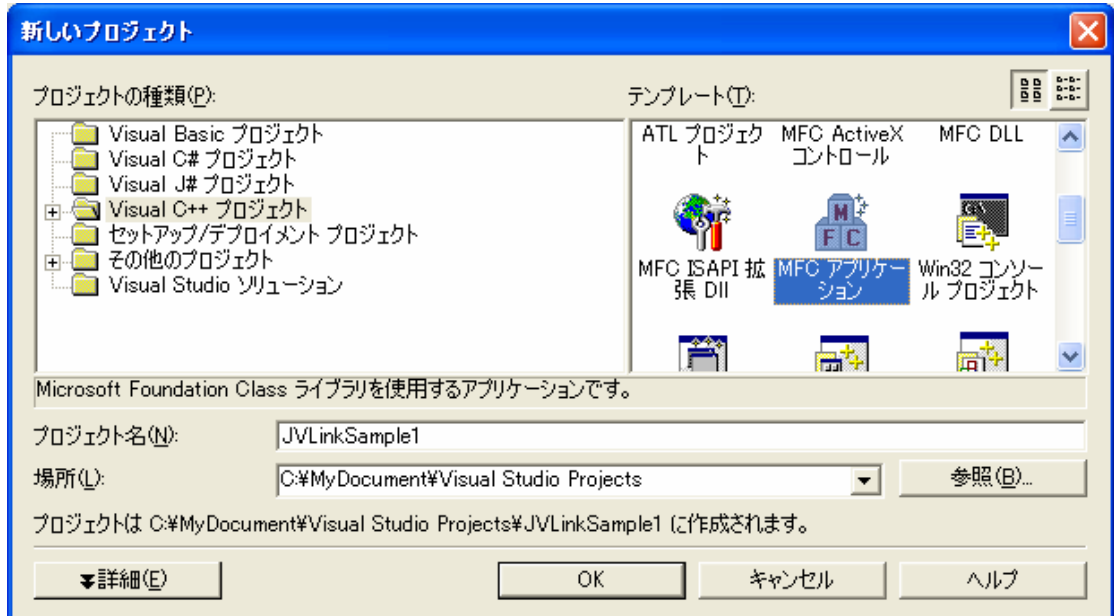 新しいプロジェクト
プロジェクトの種類(P):
テンプレート(T):
Visual Basic プロジェクト
Visual C# プロジェクト
Visual J# プロジェクト
Visual C++ プロジェクト
セットアップ/デプロイメント プロジェクト
その他のプロジェクト
Visual Studio ソリューション
ATL プロジェク
ト
MFC ActiveX
コントロール
MFC DLL
MFC ISAPI 拡
張 Dll
MFC アプリケー
ション
Win32 コンソー
ル プロジェクト
Microsoft Foundation Class ライブラリを使用するアプリケーションです。
プロジェクト名(N):
JVLinkSample1
場所(L):
C:¥MyDocument¥Visual Studio Projects
参照(B)...
プロジェクトは C:¥MyDocument¥Visual Studio Projects¥JVLinkSample1 に作成されます。
詳細(E)
OK
キャンセル
ヘルプ